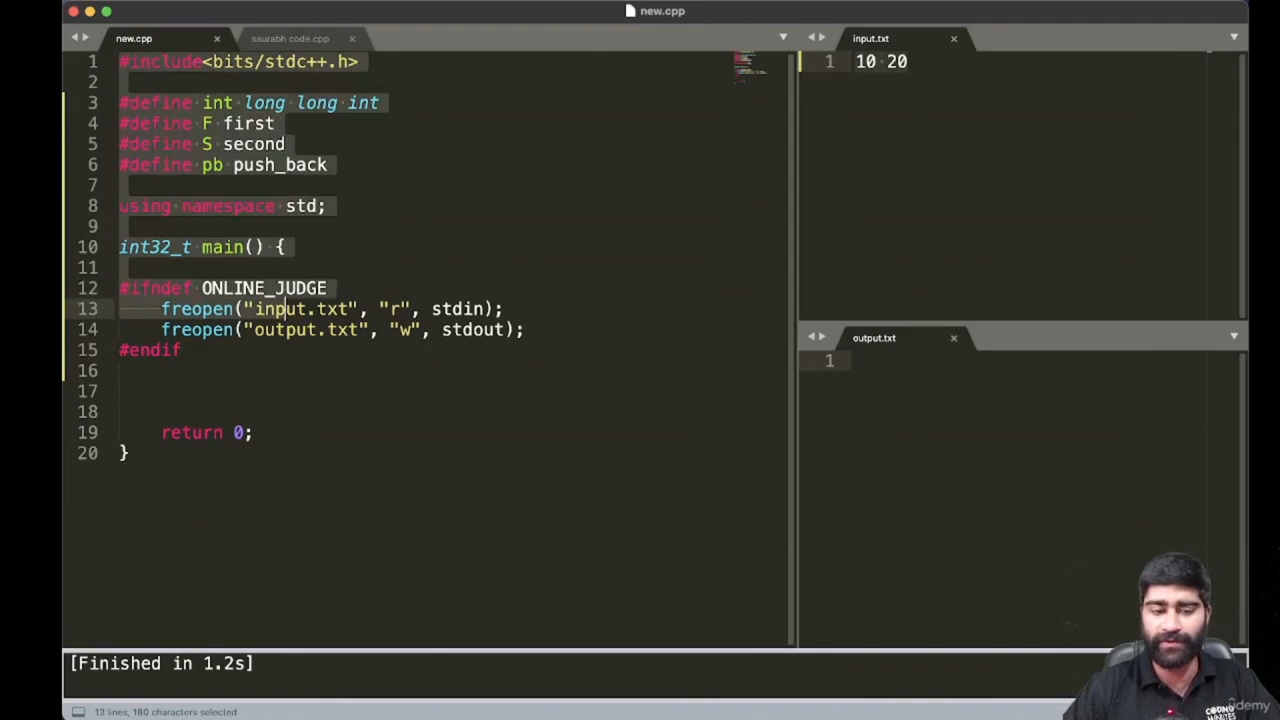 new.cpp
new.cpp
saurabh code.cpp
1 #include<bits/stdc++.h>
2
3 #define int long long int
4 #define F first
5 #define S second
6 #define pb push_back
7
8 using namespace std;
9
10 int32_t main() {
11
12 #ifndef ONLINE_JUDGE
13 freopen("input.txt", "r", stdin);
14 freopen("output.txt", "w", stdout);
15 #endif
16
17
18
19 return 0;
20 }
input.txt
1 10 20
output.txt
1
[Finished in 1.2s]
13 lines, 180 characters selected
CODING
MINUTES
ûdemy